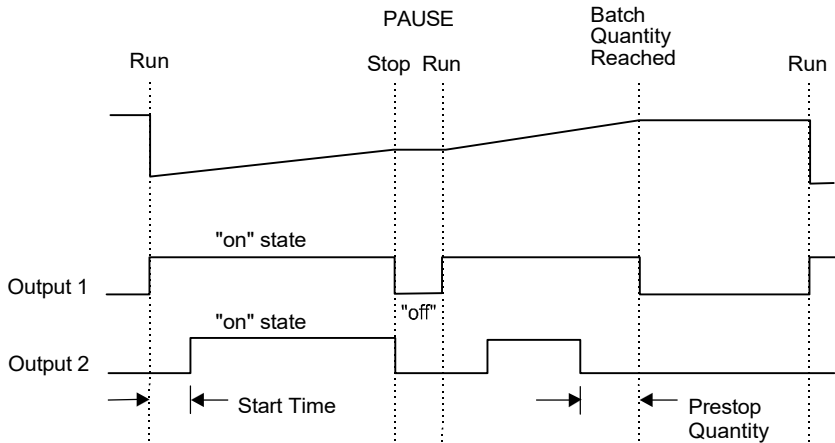 PAUSE
Batch
Quantity
Reached
Run
Stop
Run
Run
"on" state
Output 1
"off"
"on" state
Output 2
Start Time
Prestop
Quantity